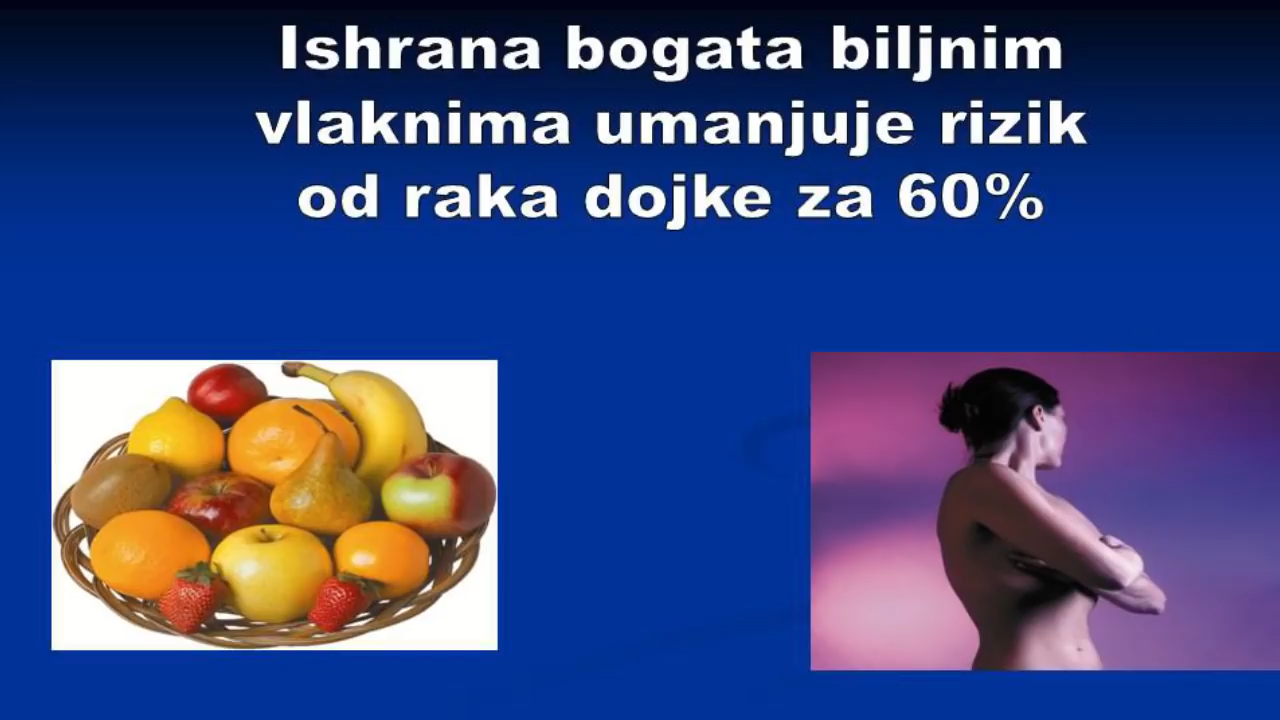 Ishrana bogata biljnim
vlaknima umanjuje rizik
od raka dojke za 60%